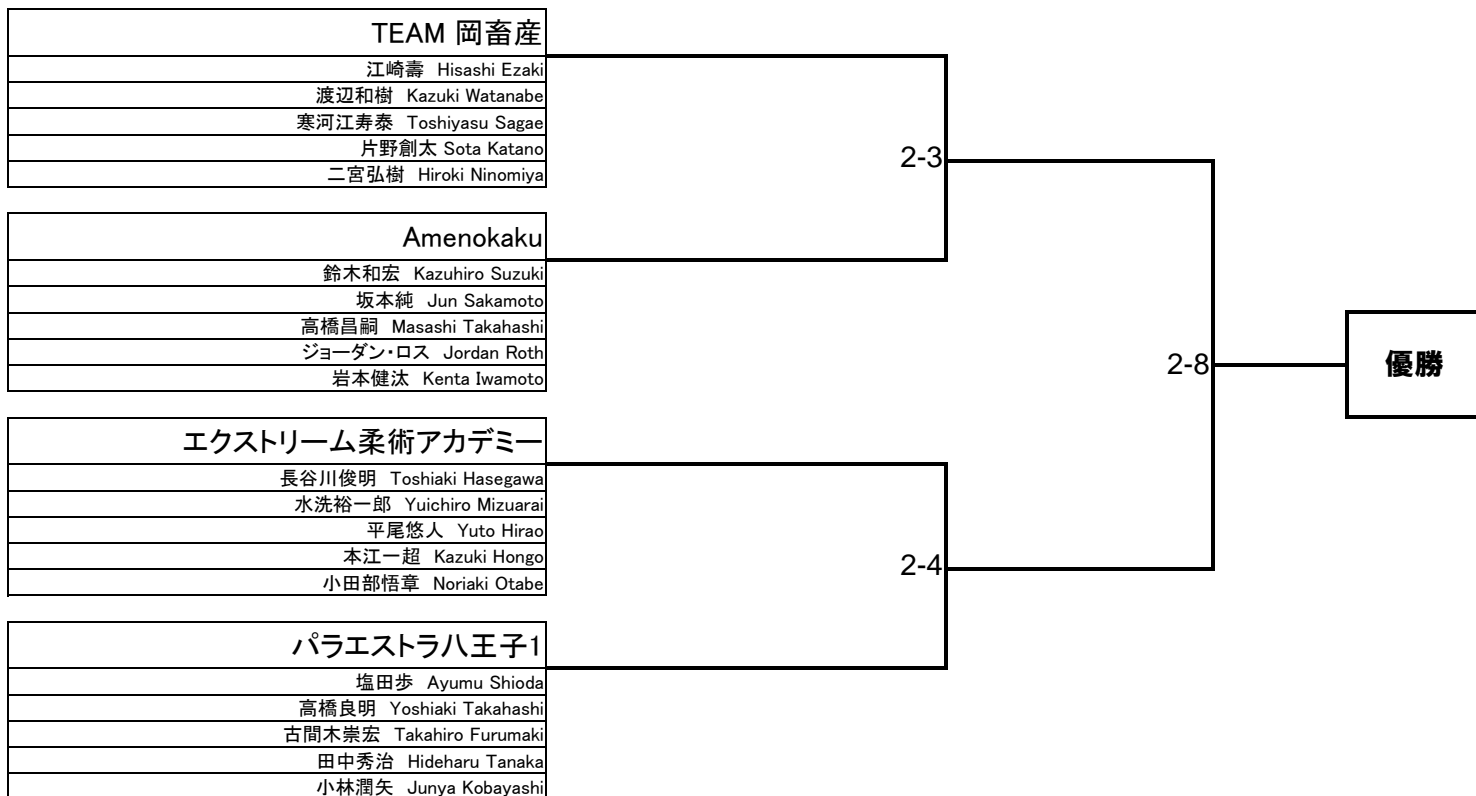 TEAM 岡畜産
江崎壽 Hisashi Ezaki
渡辺和樹 Kazuki Watanabe
寒河江寿泰 Toshiyasu Sagae
片野創太 Sota Katano
二宮弘樹 Hiroki Ninomiya
2-3
Amenokaku
鈴木和宏 Kazuhiro Suzuki
坂本純 Jun Sakamoto
高橋昌嗣 Masashi Takahashi
ジョーダン・ロス Jordan Roth
岩本健汰 Kenta Iwamoto
2-8
優勝
エクストリーム柔術アカデミー
長谷川俊明 Toshiaki Hasegawa
水洗裕一郎 Yuichiro Mizuarai
平尾悠人 Yuto Hirao
本江一超 Kazuki Hongo
小田部悟章 Noriaki Otabe
2-4
パラエストラ八王子1
塩田歩 Ayumu Shioda
高橋良明 Yoshiaki Takahashi
古間木崇宏 Takahiro Furumaki
田中秀治 Hideharu Tanaka
小林潤矢 Junya Kobayashi